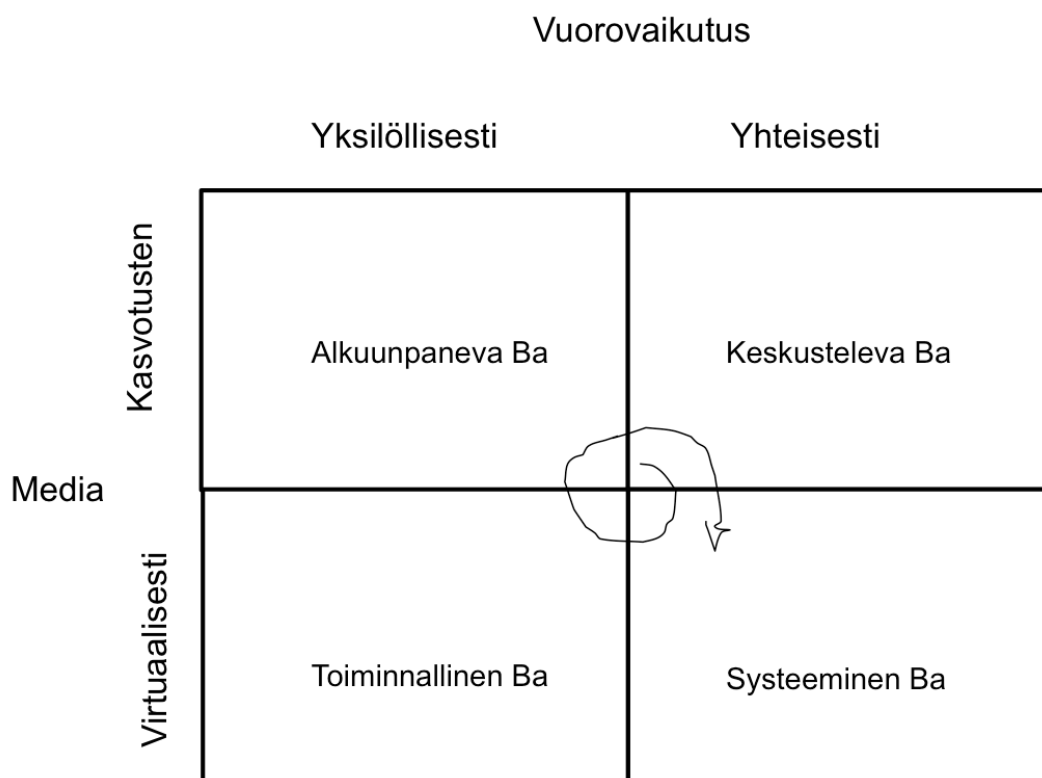 Vuorovaikutus
Yksilöllisesti Yhteisesti
Kasvotusten
Alkuunpaneva Ba Keskusteleva Ba
Media
Virtuaalisesti
Toiminnallinen Ba Systeeminen Ba